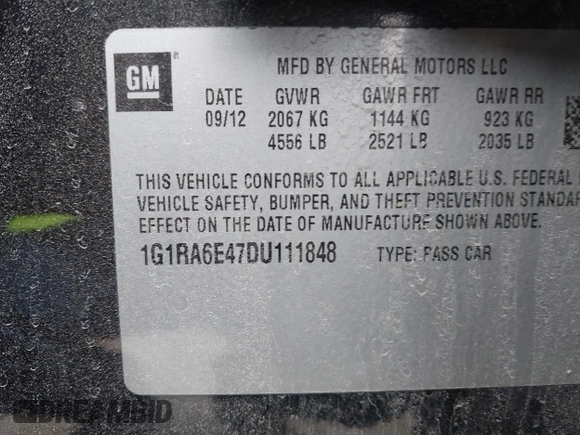 GM
MFD BY GENERAL MOTORS LLC
DATE GVWR GAWR FRT GAWR RR
09/12 2067 KG 1144 KG 923 KG
4556 LB 2521 LB 2035 LB
THIS VEHICLE CONFORMS TO ALL APPLICABLE U.S. FEDERAL
VEHICLE SAFETY, BUMPER, AND THEFT PREVENTION STANDAR
EFFECT ON THE DATE OF MANUFACTURE SHOWN ABOVE.
1G1RA6E47DU111848 TYPE: PASS CAR
DREAMBID